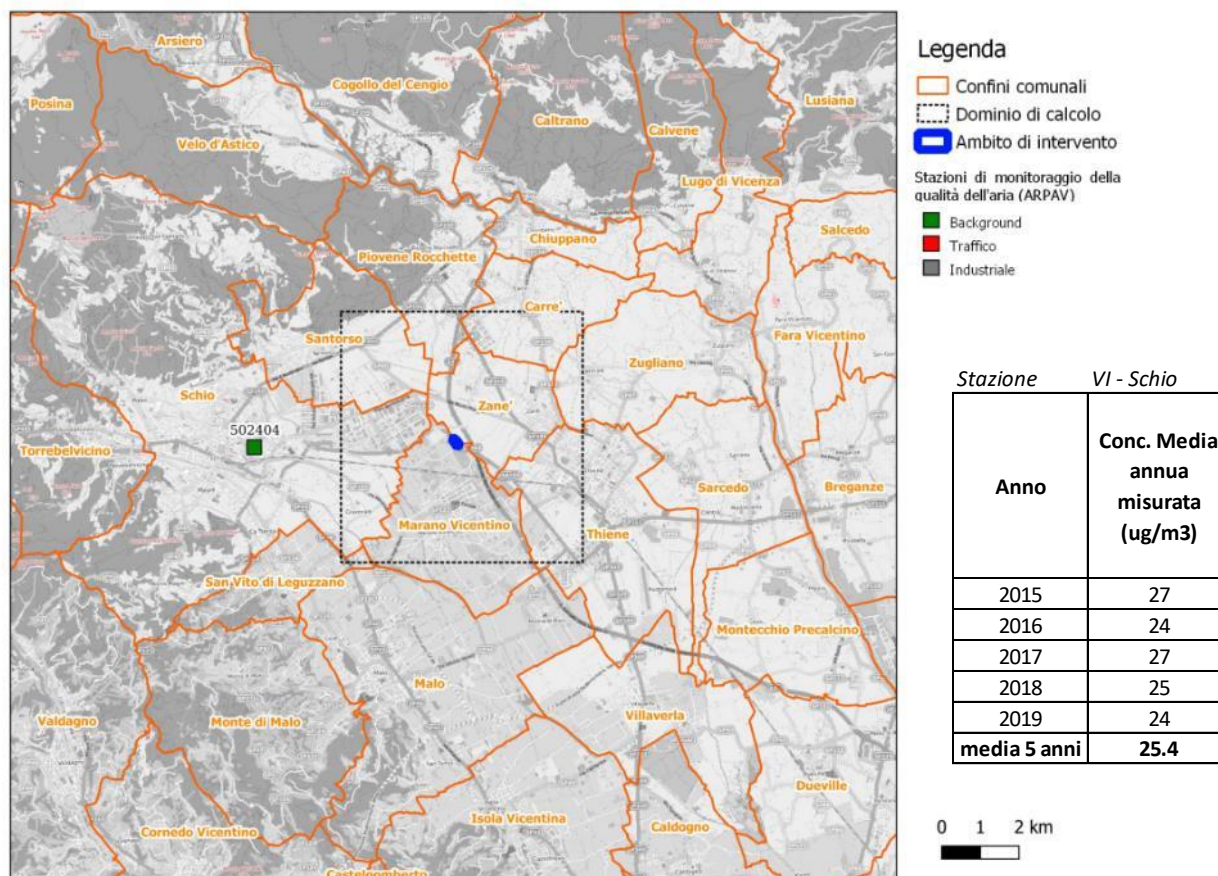 Arsiero
Posina
Cogollo del Cengio
Lusiana
Caltrano
Calvene
Velo d'Astico
Lugo di Vicenza
Salcedo
Chiuppano
Piovene Rocchette
Carre'
Fara Vicentino
Santorso
Zugliano
Schio
Zane'
502404
Torrebelvicino
Sarcedo
Breganze
Marano Vicentino
Thiene
San Vito di Leguzzano
Montecchio Precalcino
Malo
Valdagno
Monte di Malo
Villaverla
Dueville
Isola Vicentina
Cornedo Vicentino
Caldogno
Castelgomberto
Legenda
Confini comunali
Dominio di calcolo
Ambito di intervento
Stazioni di monitoraggio della
qualità dell'aria (ARPAV)
Background
Traffico
Industriale
Stazione VI - Schio
Anno Conc. Media
annua
misurata
(ug/m3)
2015 27
2016 24
2017 27
2018 25
2019 24
media 5 anni 25.4
0 1 2 km